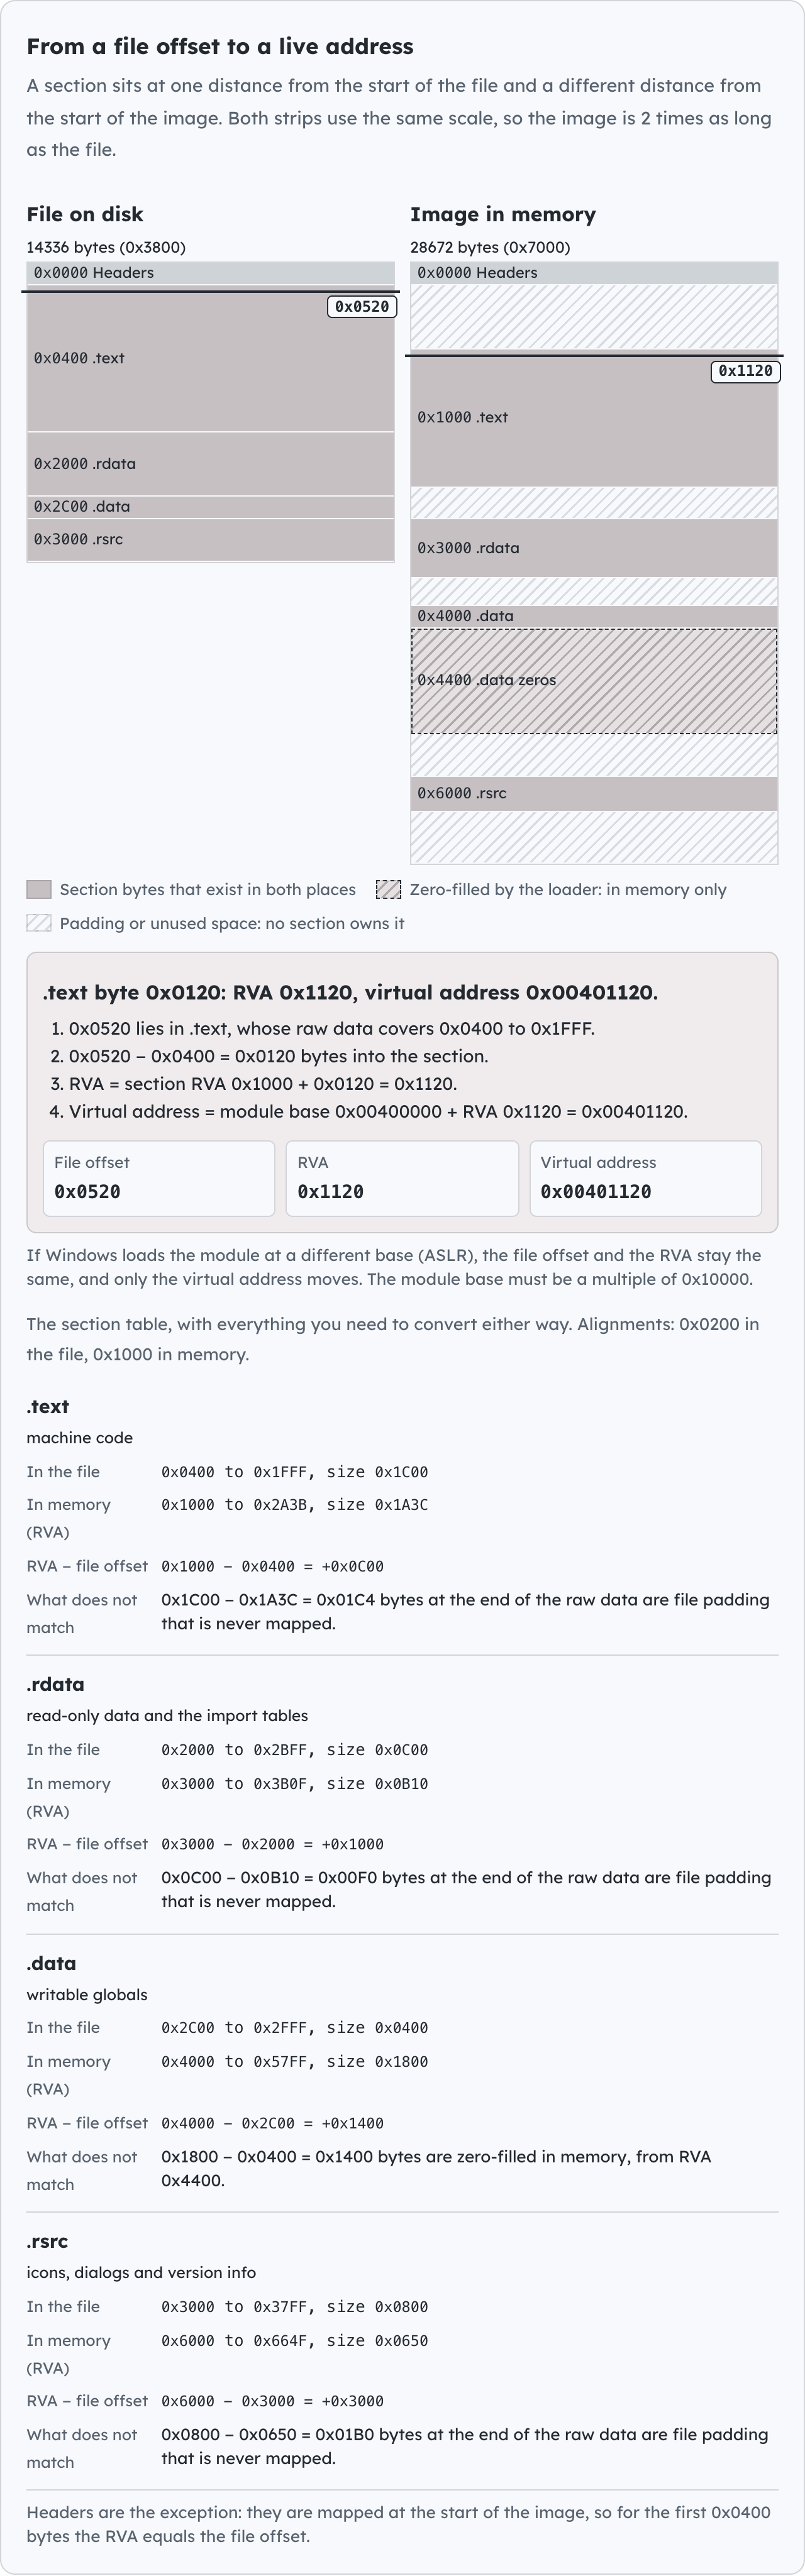 From a file offset to a live address
A section sits at one distance from the start of the file and a different distance from
the start of the image. Both strips use the same scale, so the image is 2 times as long
as the file.
File on disk
14336 bytes (0x3800)
0x0000 Headers
0x0520
0x0400 .text
0x2000 .rdata
0x2C00 .data
0x3000 .rsrc
Image in memory
28672 bytes (0x7000)
0x0000 Headers
0x1120
0x1000 .text
0x3000 .rdata
0x4000 .data
0x4400 .data zeros
0x6000 .rsrc
Section bytes that exist in both places
Zero-filled by the loader: in memory only
Padding or unused space: no section owns it
.text byte 0x0120: RVA 0x1120, virtual address 0x00401120.
1. 0x0520 lies in .text, whose raw data covers 0x0400 to 0x1FFF.
2. 0x0520 − 0x0400 = 0x0120 bytes into the section.
3. RVA = section RVA 0x1000 + 0x0120 = 0x1120.
4. Virtual address = module base 0x00400000 + RVA 0x1120 = 0x00401120.
File offset
0x0520
RVA
0x1120
Virtual address
0x00401120
If Windows loads the module at a different base (ASLR), the file offset and the RVA stay the
same, and only the virtual address moves. The module base must be a multiple of 0x10000.
The section table, with everything you need to convert either way. Alignments: 0x0200 in
the file, 0x1000 in memory.
.text
machine code
In the file 0x0400 to 0x1FFF, size 0x1C00
In memory 0x1000 to 0x2A3B, size 0x1A3C
(RVA)
RVA − file offset 0x1000 − 0x0400 = +0x0C00
What does not 0x1C00 − 0x1A3C = 0x01C4 bytes at the end of the raw data are file padding
match that is never mapped.
.rdata
read-only data and the import tables
In the file 0x2000 to 0x2BFF, size 0x0C00
In memory 0x3000 to 0x3B0F, size 0x0B10
(RVA)
RVA − file offset 0x3000 − 0x2000 = +0x1000
What does not 0x0C00 − 0x0B10 = 0x00F0 bytes at the end of the raw data are file padding
match that is never mapped.
.data
writable globals
In the file 0x2C00 to 0x2FFF, size 0x0400
In memory 0x4000 to 0x57FF, size 0x1800
(RVA)
RVA − file offset 0x4000 − 0x2C00 = +0x1400
What does not 0x1800 − 0x0400 = 0x1400 bytes are zero-filled in memory, from RVA
match 0x4400.
.rsrc
icons, dialogs and version info
In the file 0x3000 to 0x37FF, size 0x0800
In memory 0x6000 to 0x664F, size 0x0650
(RVA)
RVA − file offset 0x6000 − 0x3000 = +0x3000
What does not 0x0800 − 0x0650 = 0x01B0 bytes at the end of the raw data are file padding
match that is never mapped.
Headers are the exception: they are mapped at the start of the image, so for the first 0x0400
bytes the RVA equals the file offset.